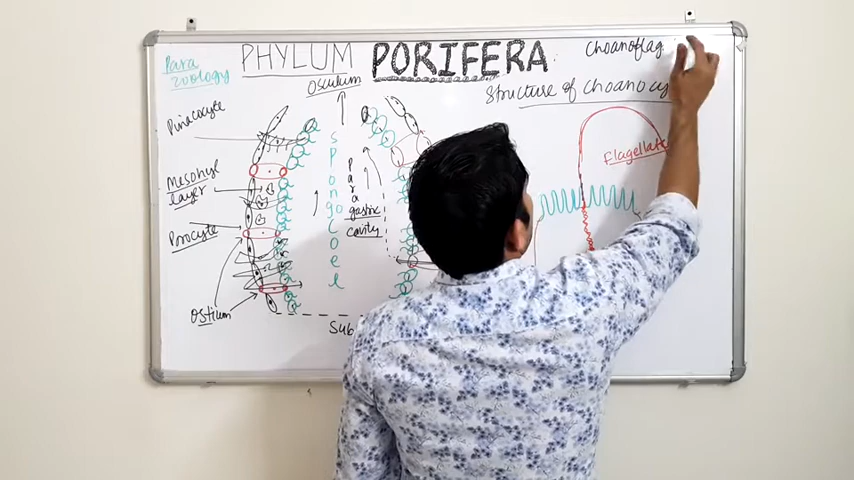 Para
zoology
PHYLUM PORIFERA
Choanoflag
Structure of Choanocy
Osculum
Pinacocyte
Mesohyl
layer
Porocyte
Ostium
Spongocoel
Para
gastric
cavity
Flagellate
Sub